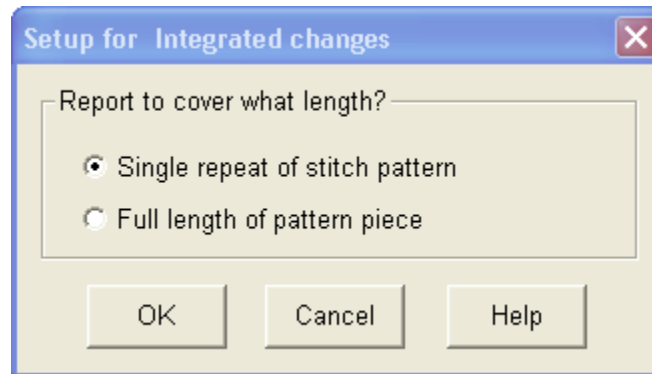 Setup for  Integrated changes
Report to cover what length?
Single repeat of stitch pattern
Full length of pattern piece
OK Cancel Help